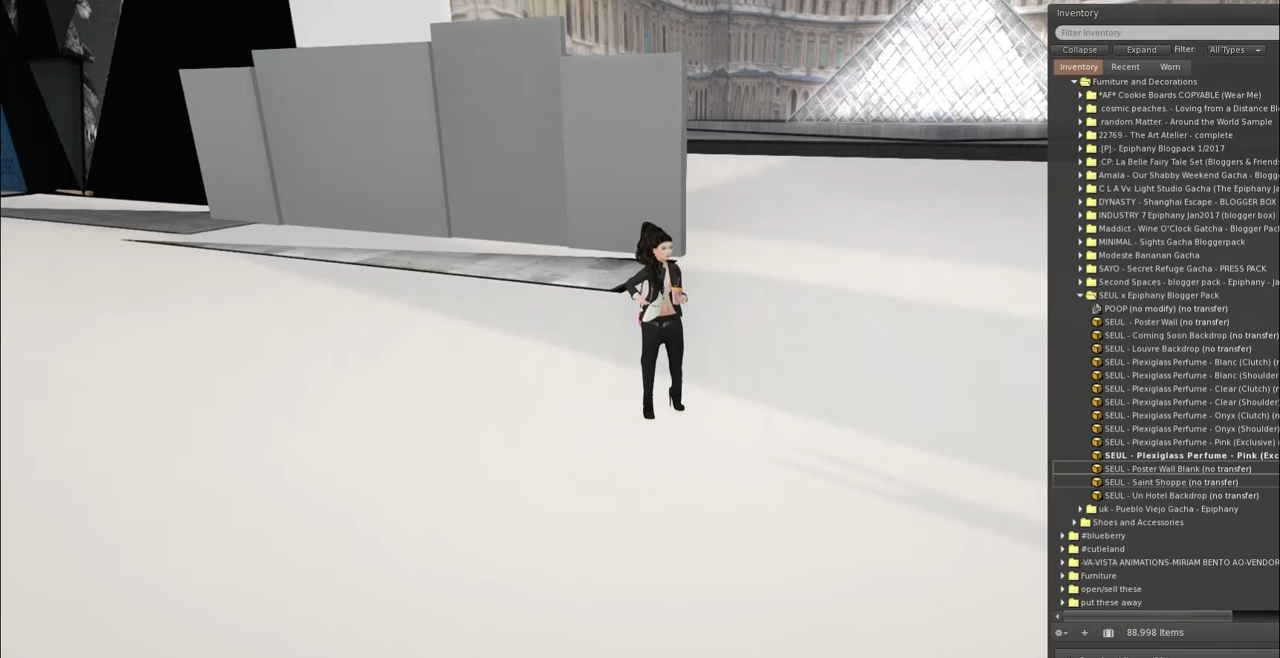 Inventory
Filter Inventory
Collapse Expand Filter: All Types
Inventory Recent Worn
Furniture and Decorations
*AF* Cookie Boards COPYABLE (Wear Me)
.cosmic peaches. - Loving from a Distance Bl
.random.Matter. - Around the World Sample
22769 - The Art Atelier - complete
:[P]:- Epiphany Blogpack 1/2017
:CP: La Belle Fairy Tale Set (Bloggers & Friend
Amala - Our Shabby Weekend Gacha - Blogg
C L A Vv. Light Studio Gacha (The Epiphany Ja
DYNASTY - Shanghai Escape - BLOGGER BOX
INDUSTRY 7 Epiphany Jan2017 (blogger box)
Maddict - Wine O'Clock Gatcha - Blogger Pac
MINIMAL - Sights Gacha Bloggerpack
Modeste Bananan Gacha
SAYO - Secret Refuge Gacha - PRESS PACK
Second Spaces - blogger pack - Epiphany - Ja
SEUL x Epiphany Blogger Pack
POOP (no modify) (no transfer)
SEUL - Poster Wall (no transfer)
SEUL - Coming Soon Backdrop (no transfer)
SEUL - Louvre Backdrop (no transfer)
SEUL - Plexiglass Perfume - Blanc (Clutch) (n
SEUL - Plexiglass Perfume - Blanc (Shoulder
SEUL - Plexiglass Perfume - Clear (Clutch) (n
SEUL - Plexiglass Perfume - Clear (Shoulder
SEUL - Plexiglass Perfume - Onyx (Clutch) (n
SEUL - Plexiglass Perfume - Onyx (Shoulder
SEUL - Plexiglass Perfume - Pink (Exclusive) (
SEUL - Plexiglass Perfume - Pink (Exc
SEUL - Poster Wall Blank (no transfer)
SEUL - Saint Shoppe (no transfer)
SEUL - Un Hotel Backdrop (no transfer)
uk - Pueblo Viejo Gacha - Epiphany
Shoes and Accessories
#blueberry
#cutieland
-VA-VISTA ANIMATIONS-MIRIAM BENTO AO-VENDOR
Furniture
open/sell these
put these away
88,998 Items